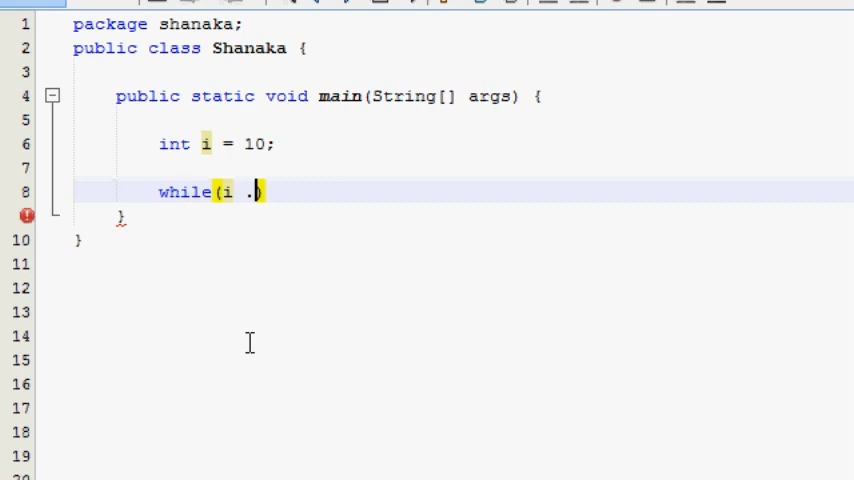 1 package shanaka;
2 public class Shanaka {
3
4 public static void main(String[] args) {
5
6 int i = 10;
7
8 while(i .)
}
10 }
11
12
13
14
15
16
17
18
19